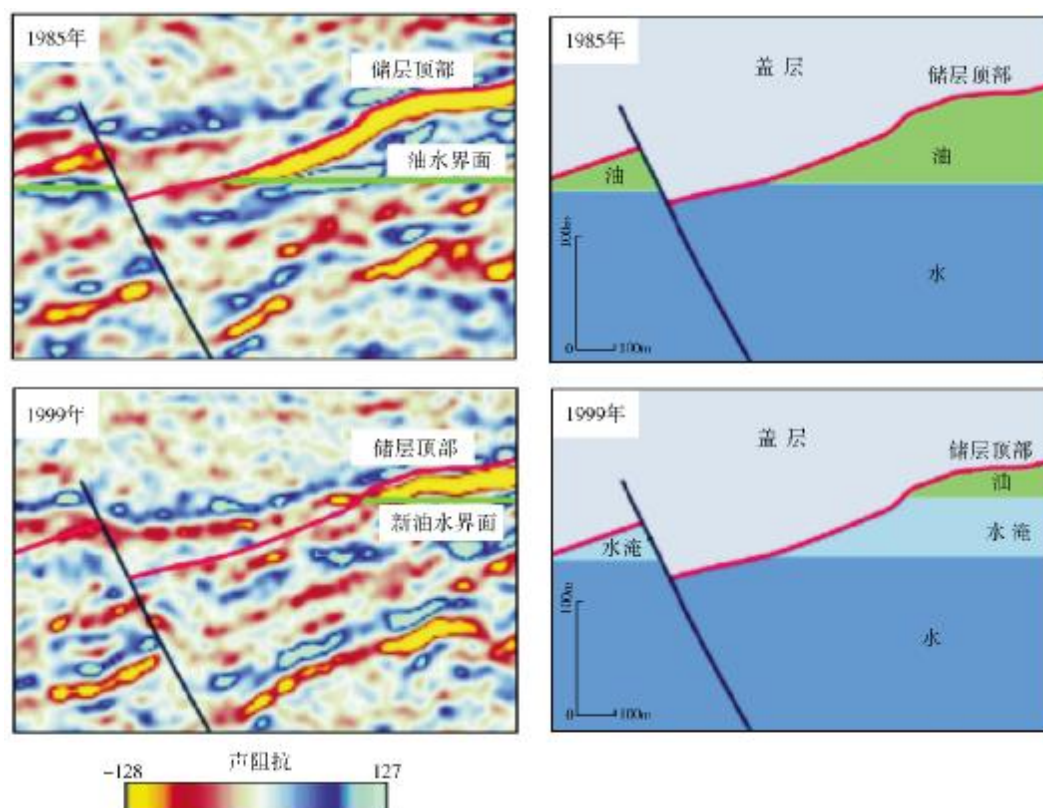 1985年
储层顶部
油水界面
盖层
储层顶部
油
油
水
100m
0
100m
1999年
储层顶部
新油水界面
1999年
盖层
储层顶部
油
水淹
水淹
水
100m
0
100m
1985年
声阻抗
-128
127